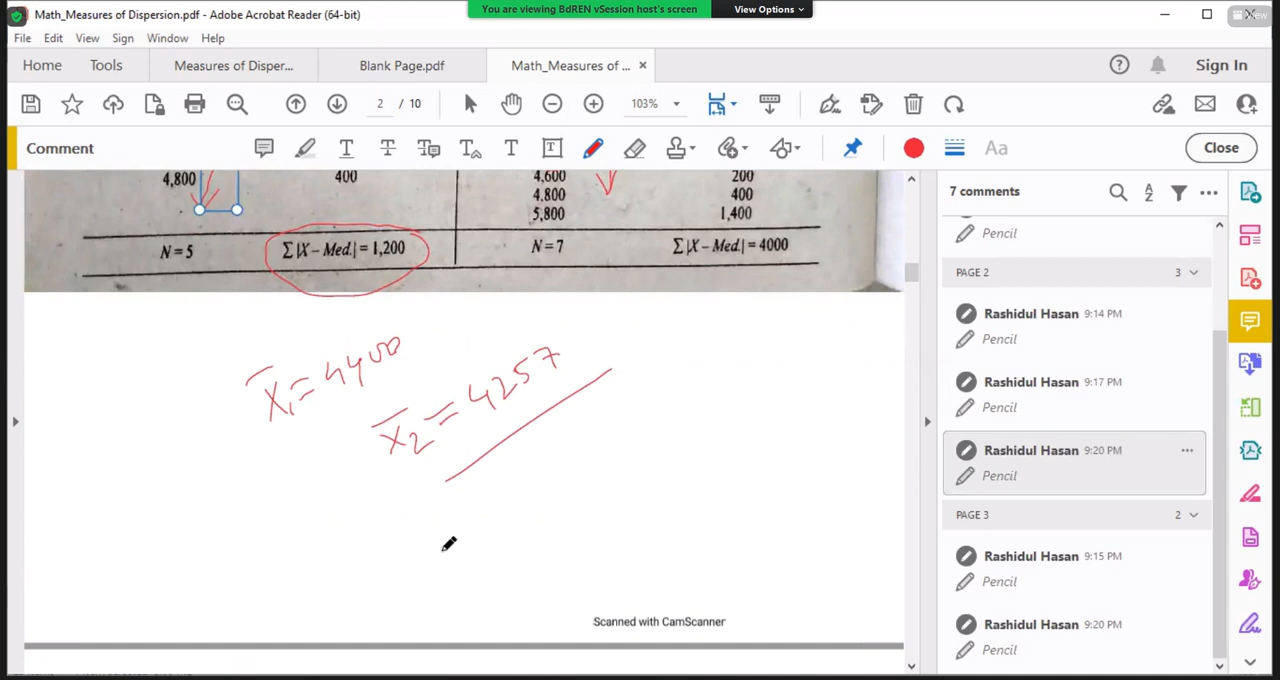 Math_Measures of Dispersion.pdf - Adobe Acrobat Reader (64-bit)
You are viewing BdREN vSession host's screen
View Options
View
File Edit View Sign Window Help
Home Tools Measures of Disper... Blank Page.pdf Math_Measures of ... × Sign In
2 / 10 103%
Comment Aa Close
4,800 400 4,600 200
4.800 400
5,800 1,400
N = 5 Σ|X – Med.| = 1,200 N = 7 Σ|X – Med.| = 4000
X̄₁ = 4400
X̄₂ = 4257
Scanned with CamScanner
7 comments
Pencil
PAGE 2 3
Rashidul Hasan 9:14 PM
Pencil
Rashidul Hasan 9:17 PM
Pencil
Rashidul Hasan 9:20 PM
Pencil
PAGE 3 2
Rashidul Hasan 9:15 PM
Pencil
Rashidul Hasan 9:20 PM
Pencil